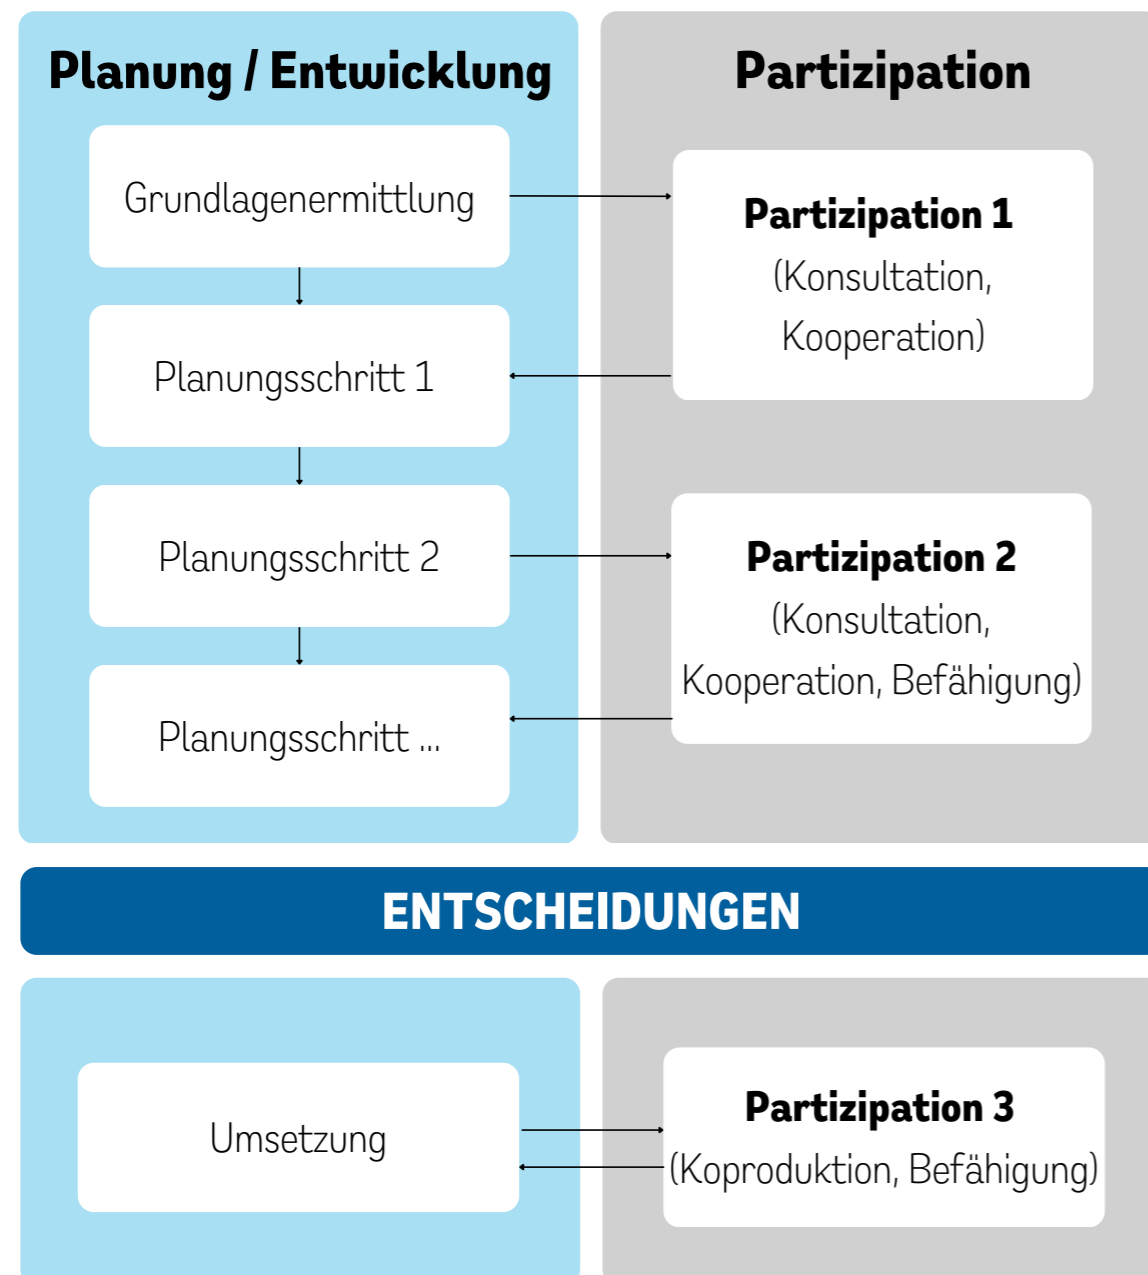 Planung / Entwicklung
Grundlagenermittlung
Planungsschritt 1
Planungsschritt 2
Planungsschritt ...
Partizipation
Partizipation 1
(Konsultation,
Kooperation)
Partizipation 2
(Konsultation,
Kooperation, Befähigung)
ENTSCHEIDUNGEN
Umsetzung
Partizipation 3
(Koproduktion, Befähigung)